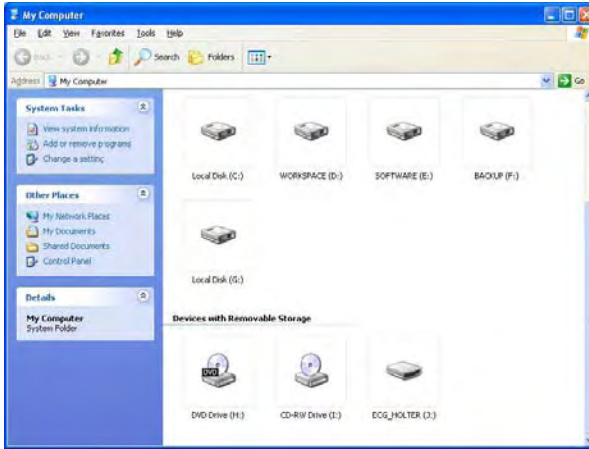 My Computer
File Edit View Favorites Tools Help
Back Search Folders
Address My Computer Go
System Tasks
View system information
Add or remove programs
Change a setting
Other Places
My Network Places
My Documents
Shared Documents
Control Panel
Details
My Computer
System Folder
Local Disk (C:) WORKSPACE (D:) SOFTWARE (E:) BACKUP (F:)
Local Disk (G:)
Devices with Removable Storage
DVD
DVD Drive (H:) CD-RW Drive (I:) ECG_HOLTER (J:)